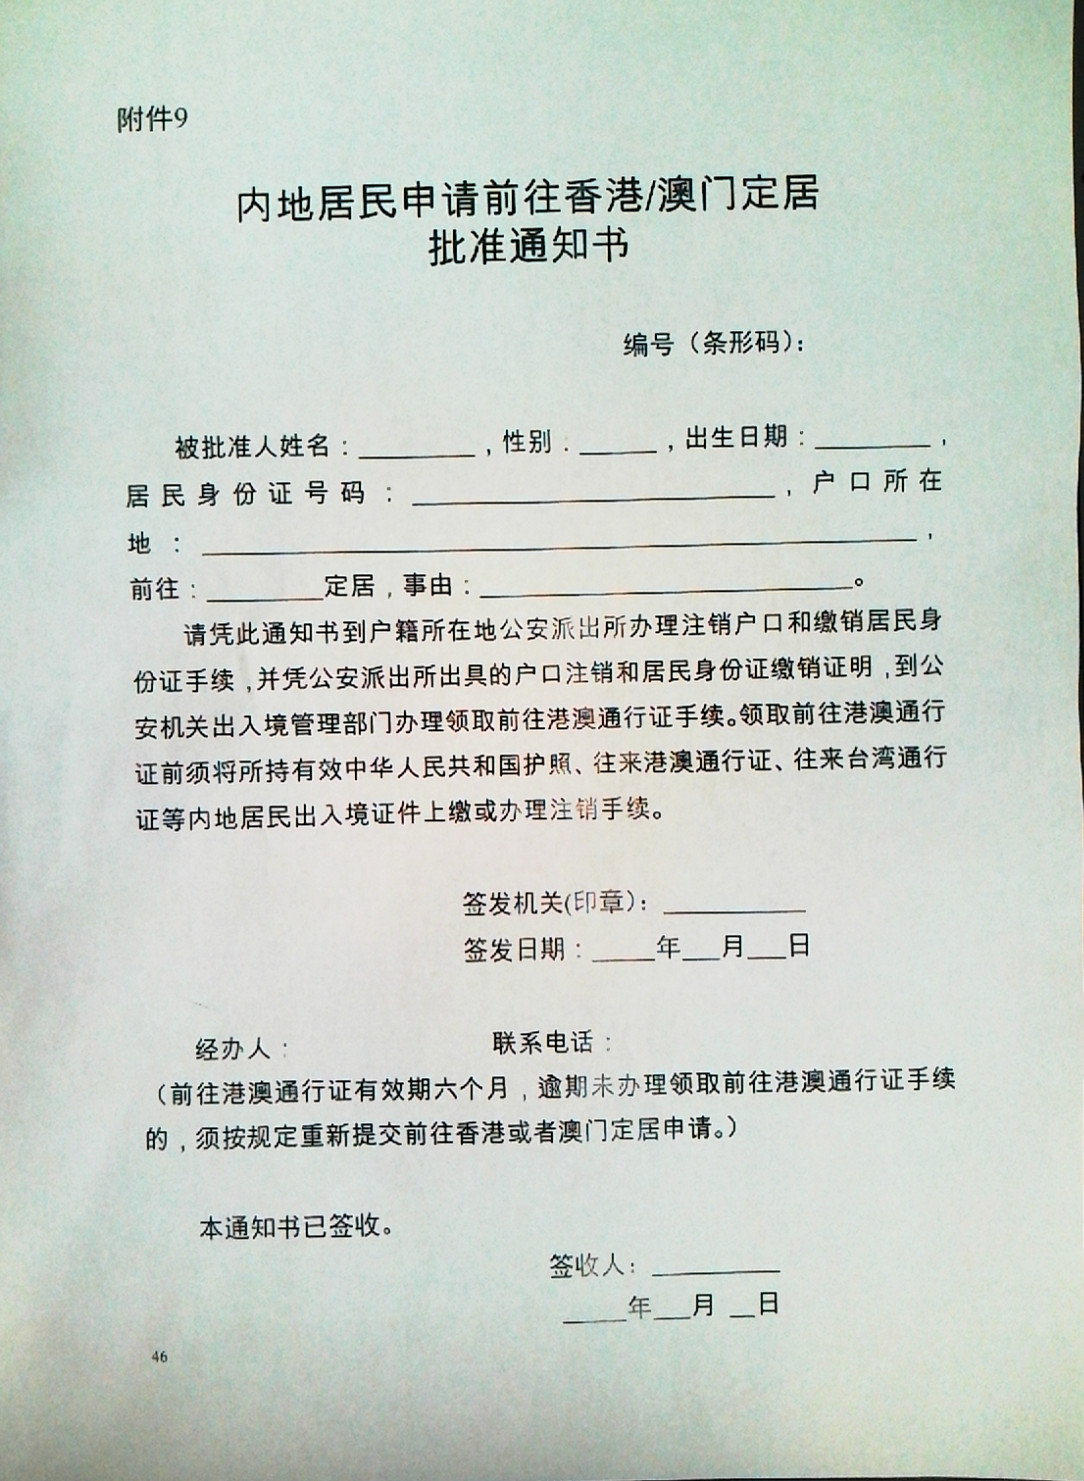 附件9
内地居民申请前往香港/澳门定居
批准通知书
编号（条形码）：
被批准人姓名：_________，性别：______，出生日期：_________，
居民身份证号码：____________________________，户口所在
地：_______________________________________________________，
前往：_________定居，事由：_____________________________。
请凭此通知书到户籍所在地公安派出所办理注销户口和缴销居民身
份证手续，并凭公安派出所出具的户口注销和居民身份证缴销证明，到公
安机关出入境管理部门办理领取前往港澳通行证手续。领取前往港澳通行
证前须将所持有效中华人民共和国护照、往来港澳通行证、往来台湾通行
证等内地居民出入境证件上缴或办理注销手续。
签发机关(印章）：___________
签发日期：_____年___月___日
经办人： 联系电话：
（前往港澳通行证有效期六个月，逾期未办理领取前往港澳通行证手续
的，须按规定重新提交前往香港或者澳门定居申请。）
本通知书已签收。
签收人：__________
_____年___月 __日
46